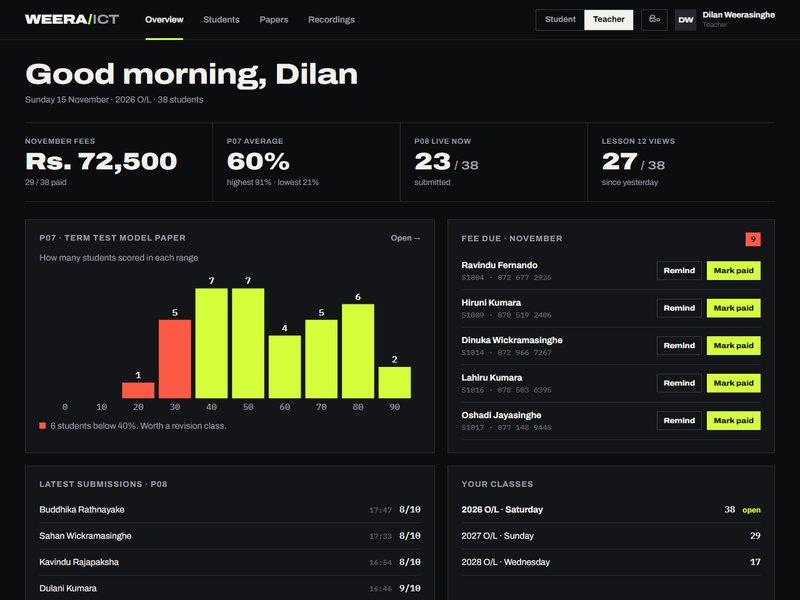 WEERA/ICT Overview Students Papers Recordings Student Teacher DW Dilan Weerasinghe
Teacher
Good morning, Dilan
Sunday 15 November · 2026 O/L · 38 students
NOVEMBER FEES
Rs. 72,500
29 / 38 paid
P07 AVERAGE
60%
highest 91% · lowest 21%
P08 LIVE NOW
23 / 38
submitted
LESSON 12 VIEWS
27 / 38
since yesterday
P07 · TERM TEST MODEL PAPER Open →
How many students scored in each range
1 5 7 7 4 5 6 2
0 10 20 30 40 50 60 70 80 90
6 students below 40%. Worth a revision class.
FEE DUE · NOVEMBER 9
Ravindu Fernando
S1004 · 072 677 2926
Remind Mark paid
Hiruni Kumara
S1009 · 070 519 2406
Remind Mark paid
Dinuka Wickramasinghe
S1014 · 072 966 7267
Remind Mark paid
Lahiru Kumara
S1016 · 078 503 6395
Remind Mark paid
Oshadi Jayasinghe
S1017 · 077 148 9448
Remind Mark paid
LATEST SUBMISSIONS · P08
Buddhika Rathnayake 17:47 8/10
Sahan Wickramasinghe 17:33 8/10
Kavindu Rajapaksha 16:54 8/10
Dulani Kumara 16:46 9/10
YOUR CLASSES
2026 O/L · Saturday 38 open
2027 O/L · Sunday 29
2028 O/L · Wednesday 17